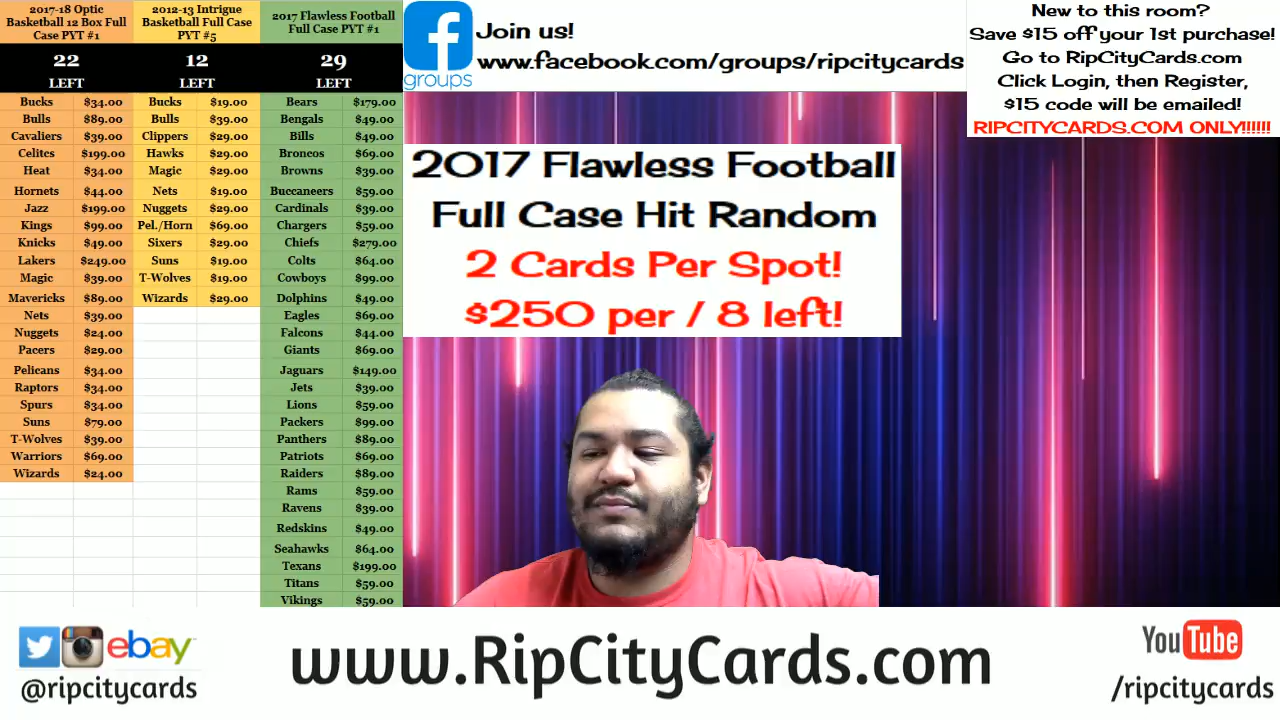 2017-18 Optic
Basketball 12 Box Full
Case PYT #1
22
LEFT
Bucks $34.00
Bulls $89.00
Cavaliers $39.00
Celites $199.00
Heat $34.00
Hornets $44.00
Jazz $199.00
Kings $99.00
Knicks $49.00
Lakers $249.00
Magic $39.00
Mavericks $89.00
Nets $39.00
Nuggets $24.00
Pacers $29.00
Pelicans $34.00
Raptors $34.00
Spurs $34.00
Suns $79.00
T-Wolves $39.00
Warriors $69.00
Wizards $24.00
2012-13 Intrigue
Basketball Full Case
PYT #5
12
LEFT
Bucks $19.00
Bulls $39.00
Clippers $29.00
Hawks $29.00
Magic $29.00
Nets $19.00
Nuggets $29.00
Pel./Horn $69.00
Sixers $29.00
Suns $19.00
T-Wolves $19.00
Wizards $29.00
2017 Flawless Football
Full Case PYT #1
29
LEFT
Bears $179.00
Bengals $49.00
Bills $49.00
Broncos $69.00
Browns $39.00
Buccaneers $59.00
Cardinals $39.00
Chargers $59.00
Chiefs $279.00
Colts $64.00
Cowboys $99.00
Dolphins $49.00
Eagles $69.00
Falcons $44.00
Giants $69.00
Jaguars $149.00
Jets $39.00
Lions $59.00
Packers $99.00
Panthers $89.00
Patriots $69.00
Raiders $89.00
Rams $59.00
Ravens $39.00
Redskins $49.00
Seahawks $64.00
Texans $199.00
Titans $59.00
Vikings $59.00
f
groups
Join us!
www.facebook.com/groups/ripcitycards
New to this room?
Save $15 off your 1st purchase!
Go to RipCityCards.com
Click Login, then Register,
$15 code will be emailed!
RIPCITYCARDS.COM ONLY!!!!!!
2017 Flawless Football
Full Case Hit Random
2 Cards Per Spot!
$250 per / 8 left!
ebay
@ripcitycards
www.RipCityCards.com
YouTube
/ripcitycards